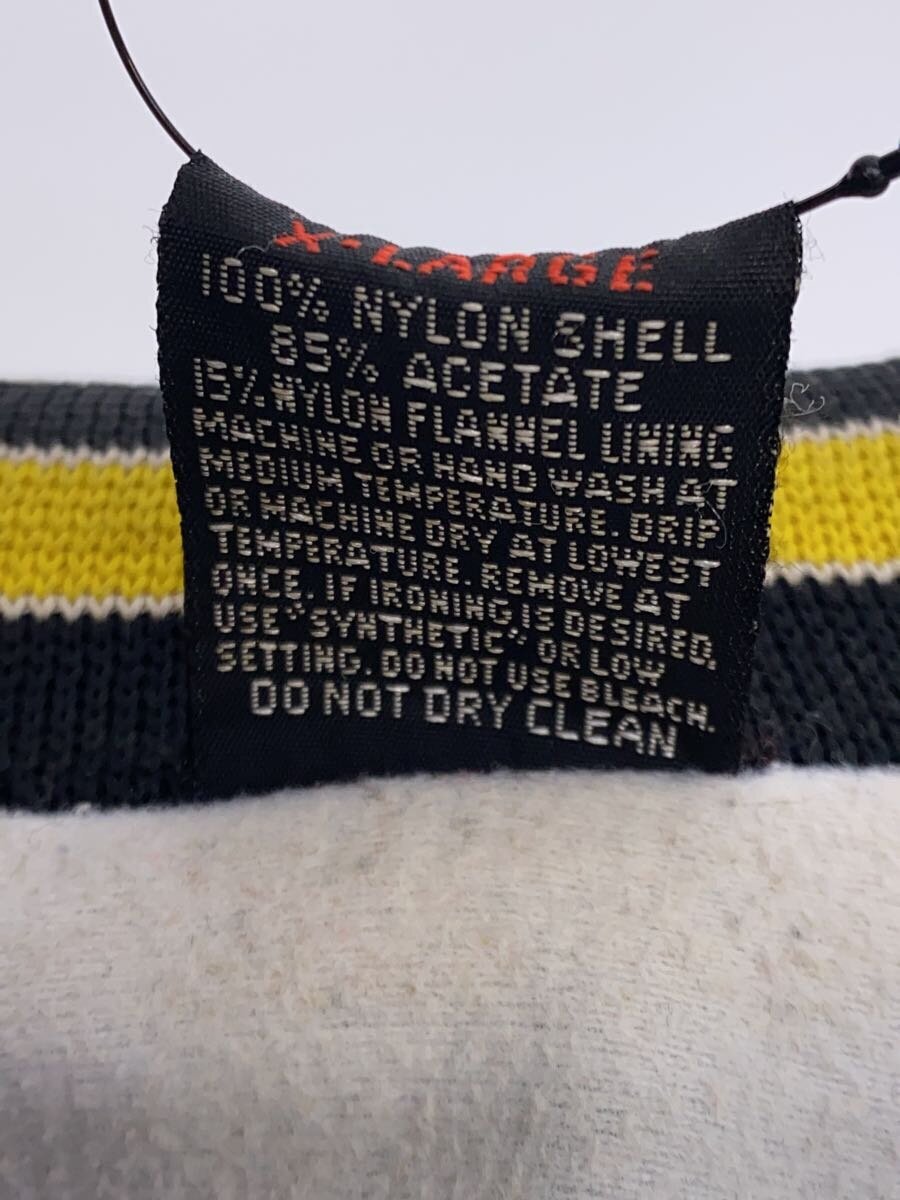 X-LARGE
100% NYLON SHELL
85% ACETATE
15% NYLON FLANNEL LINING
MACHINE OR HAND WASH AT
MEDIUM TEMPERATURE. DRIP
OR MACHINE DRY AT LOWEST
TEMPERATURE. REMOVE AT
ONCE. IF IRONING IS DESIRED,
USE "SYNTHETIC" OR LOW
SETTING. DO NOT USE BLEACH.
DO NOT DRY CLEAN